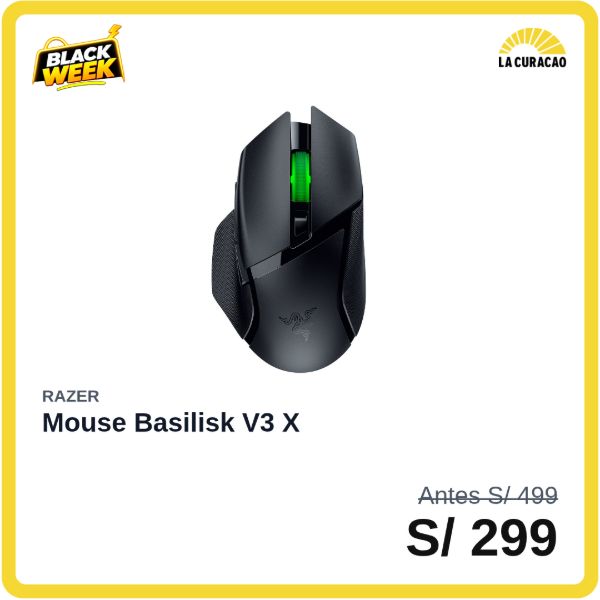 BLACK
WEEK
LA CURACAO
RAZER
Mouse Basilisk V3 X
Antes S/ 499
S/ 299